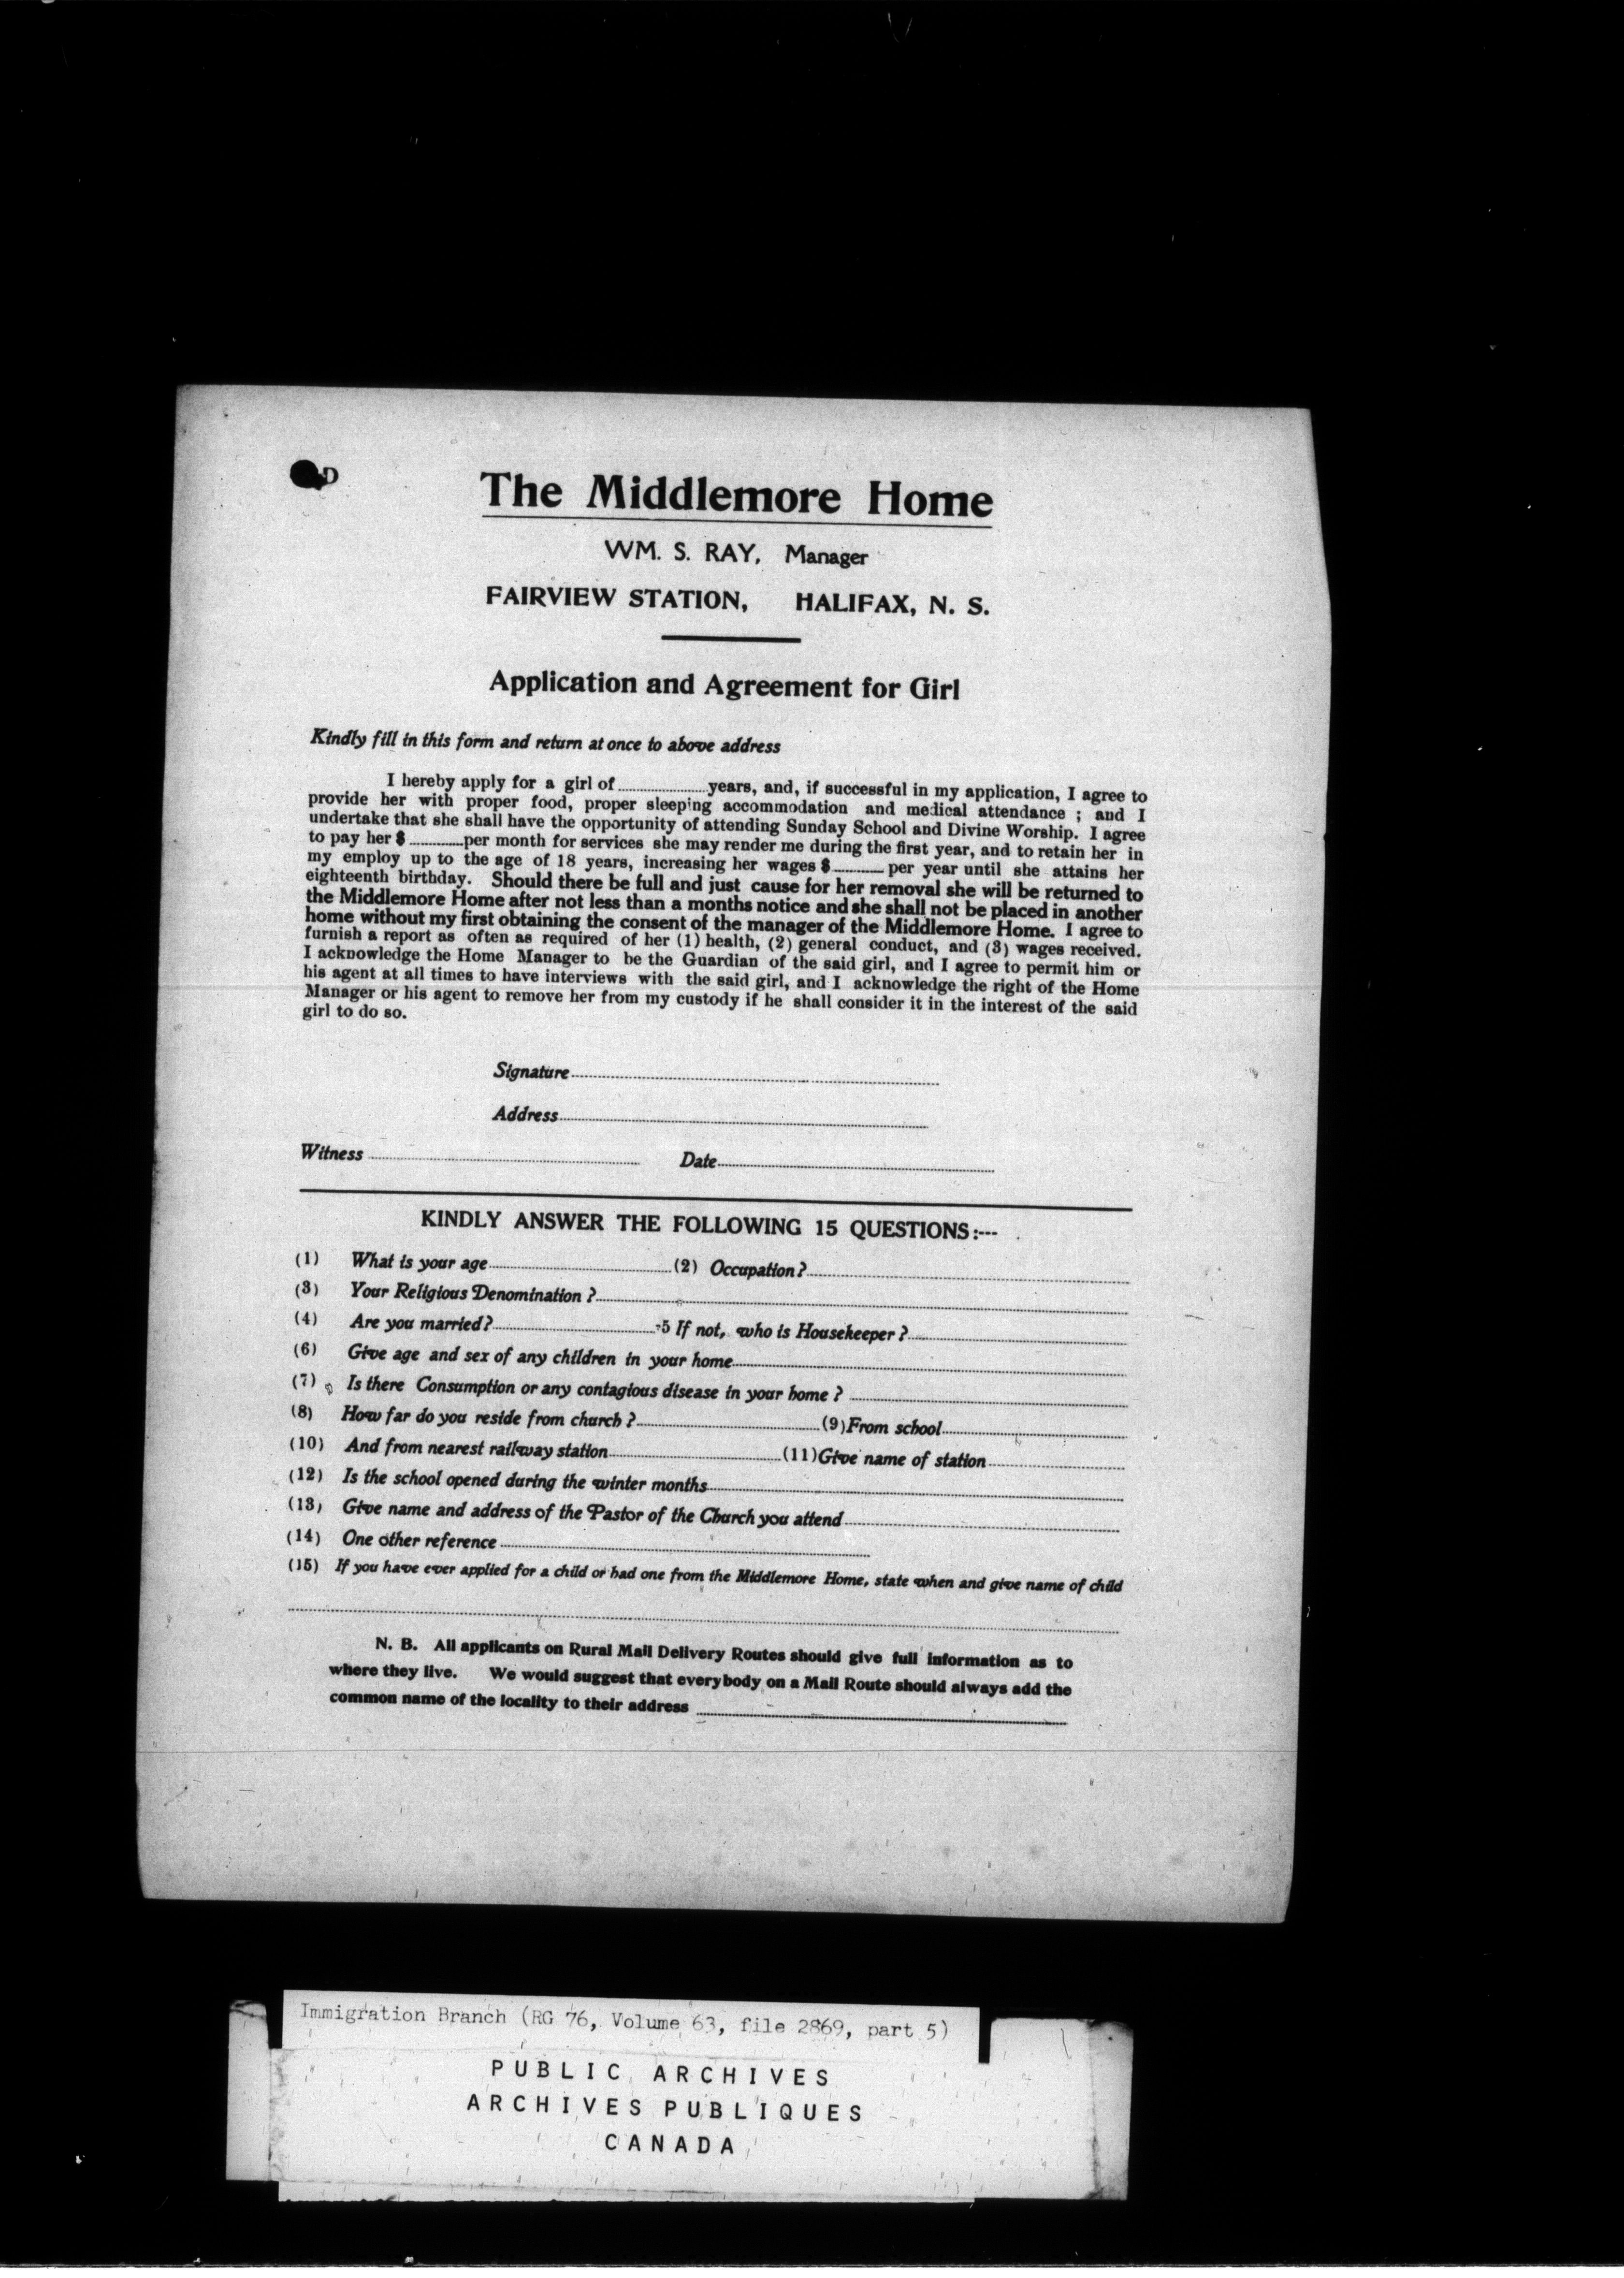 D
The Middlemore Home
WM. S. RAY, Manager
FAIRVIEW STATION, HALIFAX, N. S.
Application and Agreement for Girl
Kindly fill in this form and return at once to above address
I hereby apply for a girl of ........ years, and, if successful in my application, I agree to
provide her with proper food, proper sleeping accommodation and medical attendance ; and I
undertake that she shall have the opportunity of attending Sunday School and Divine Worship. I agree
to pay her $ ........ per month for services she may render me during the first year, and to retain her in
my employ up to the age of 18 years, increasing her wages $ ........ per year until she attains her
eighteenth birthday. Should there be full and just cause for her removal she will be returned to
the Middlemore Home after not less than a months notice and she shall not be placed in another
home without my first obtaining the consent of the manager of the Middlemore Home. I agree to
furnish a report as often as required of her (1) health, (2) general conduct, and (3) wages received.
I acknowledge the Home Manager to be the Guardian of the said girl, and I agree to permit him or
his agent at all times to have interviews with the said girl, and I acknowledge the right of the Home
Manager or his agent to remove her from my custody if he shall consider it in the interest of the said
girl to do so.
Signature
Address
Witness ........ Date
KINDLY ANSWER THE FOLLOWING 15 QUESTIONS:---
(1) What is your age ........ (2) Occupation?
(3) Your Religious Denomination ?
(4) Are you married? ........ 5 If not, who is Housekeeper ?
(6) Give age and sex of any children in your home
(7) Is there Consumption or any contagious disease in your home ?
(8) How far do you reside from church ? ........ (9) From school
(10) And from nearest railway station ........ (11) Give name of station
(12) Is the school opened during the winter months
(13) Give name and address of the Pastor of the Church you attend
(14) One other reference
(15) If you have ever applied for a child or had one from the Middlemore Home, state when and give name of child
N. B. All applicants on Rural Mail Delivery Routes should give full information as to
where they live. We would suggest that everybody on a Mail Route should always add the
common name of the locality to their address
Immigration Branch (RG 76, Volume 63, file 2869, part 5)
PUBLIC ARCHIVES
ARCHIVES PUBLIQUES
CANADA